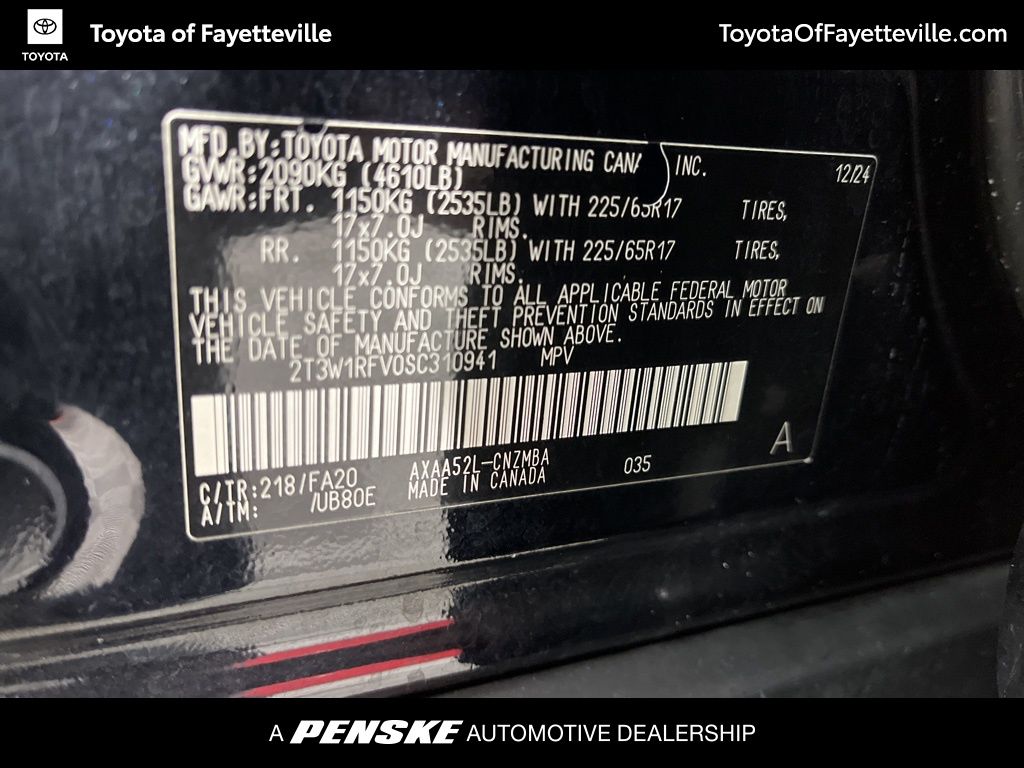 TOYOTA
Toyota of Fayetteville
ToyotaOfFayetteville.com
MFD.BY:TOYOTA MOTOR MANUFACTURING CAN INC. 12/24
GVWR:2090KG (4610LB)
GAWR:FRT. 1150KG (2535LB) WITH 225/65R17 TIRES,
17x7.0J RIMS.
RR. 1150KG (2535LB) WITH 225/65R17 TIRES,
17x7.0J RIMS.
THIS VEHICLE CONFORMS TO ALL APPLICABLE FEDERAL MOTOR
VEHICLE SAFETY AND THEFT PREVENTION STANDARDS IN EFFECT ON
THE DATE OF MANUFACTURE SHOWN ABOVE.
2T3W1RFV0SC310941 MPV
A
C/TR:218/FA20 AXAA52L-CNZMBA 035
A/TM: /UB80E MADE IN CANADA
A PENSKE AUTOMOTIVE DEALERSHIP